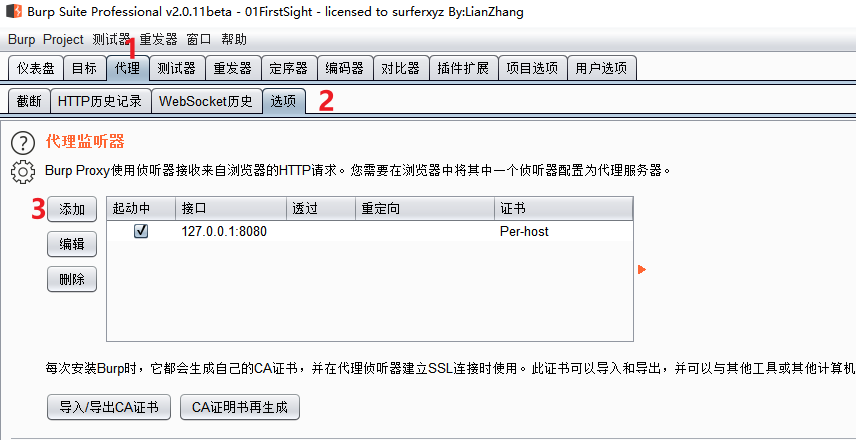 Burp Suite Professional v2.0.11beta - 01FirstSight - licensed to surferxyz By:LianZhang
Burp Project 测试器 重发器 窗口 帮助
1
仪表盘 目标 代理 测试器 重发器 定序器 编码器 对比器 插件扩展 项目选项 用户选项
截断 HTTP历史记录 WebSocket历史 选项 2
? 代理监听器
Burp Proxy使用侦听器接收来自浏览器的HTTP请求。您需要在浏览器中将其中一个侦听器配置为代理服务器。
3 添加 起动中 接口 透过 重定向 证书
127.0.0.1:8080 Per-host
编辑
删除
每次安装Burp时，它都会生成自己的CA证书，并在代理侦听器建立SSL连接时使用。此证书可以导入和导出，并可以与其他工具或其他计算机
导入/导出CA证书 CA证明书再生成